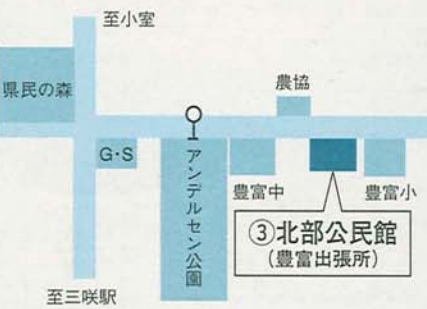 至小室
県民の森
農協
G・S
アンデルセン公園
豊富中
豊富小
③北部公民館
(豊富出張所)
至三咲駅